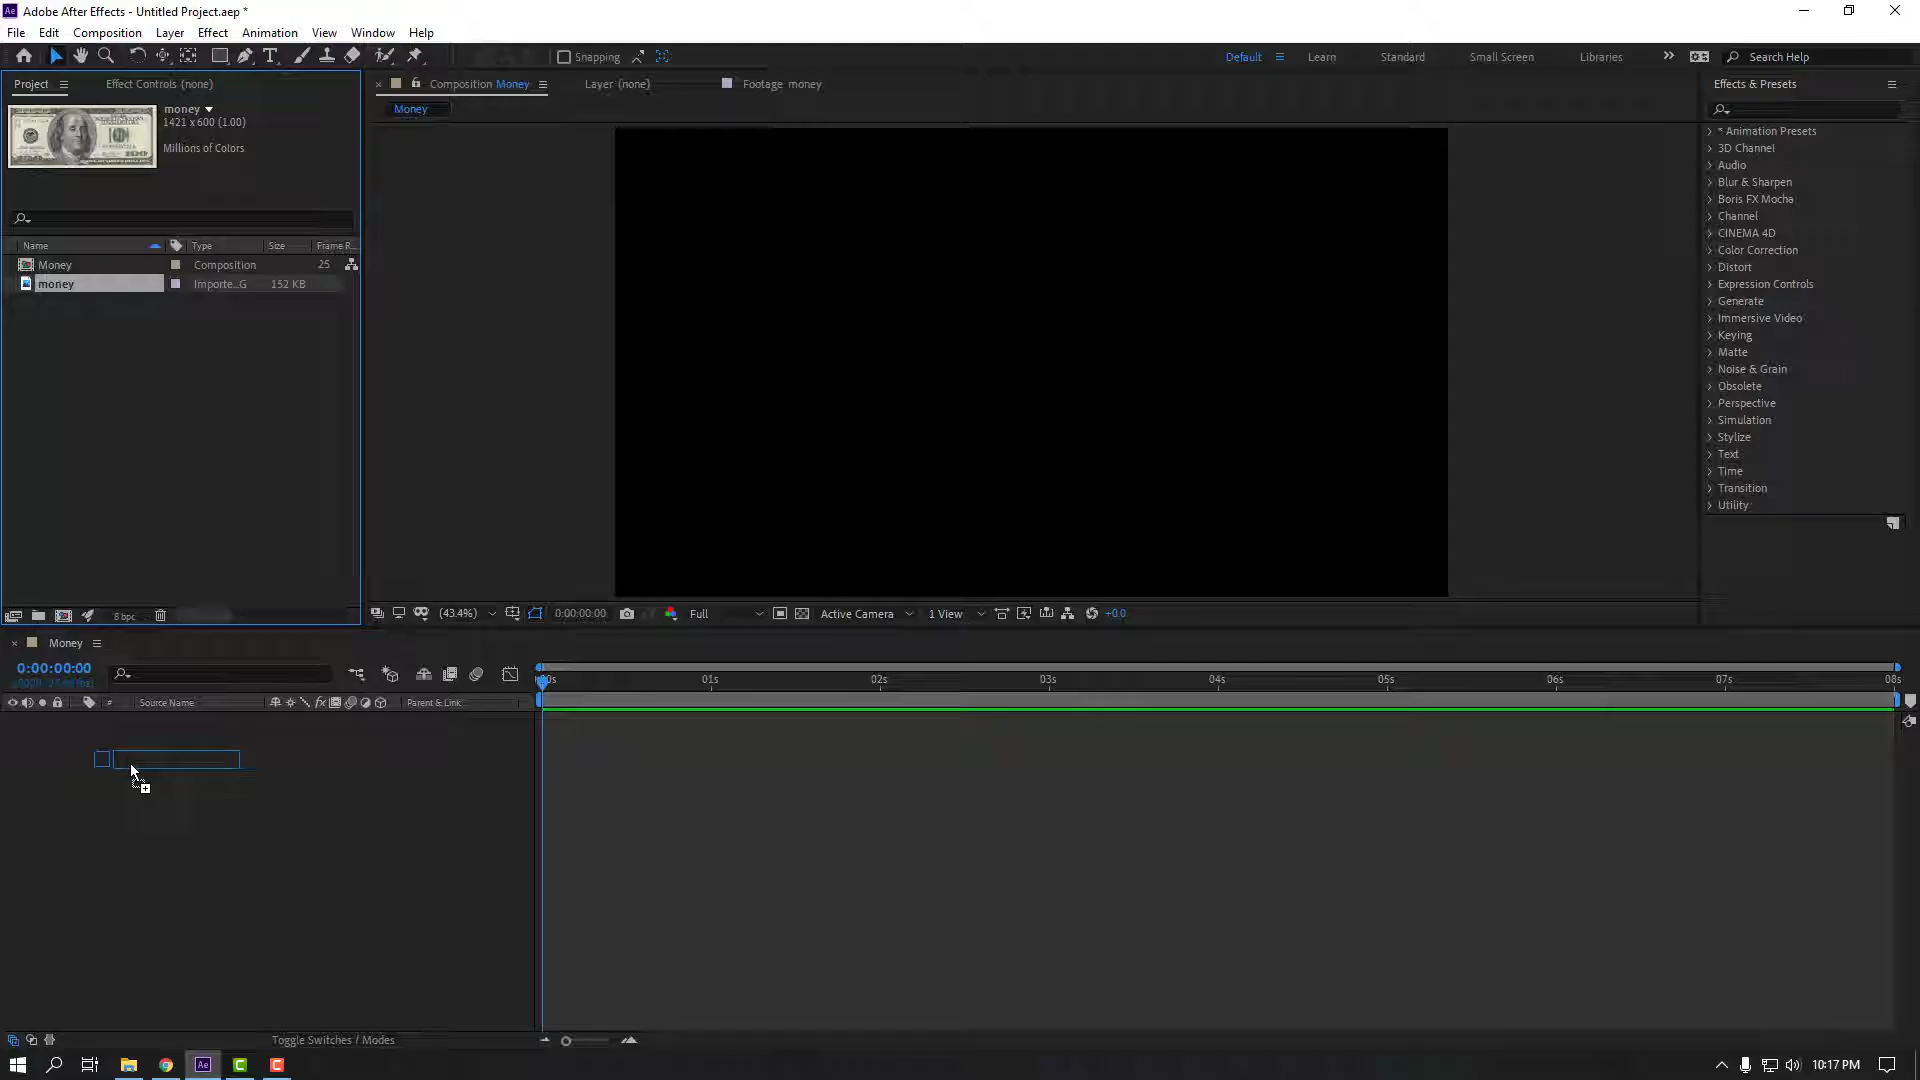 Adobe After Effects - Untitled Project.aep *
File Edit Composition Layer Effect Animation View Window Help
Snapping Default Learn Standard Small Screen Libraries Search Help
Project Effect Controls (none) Composition Money Layer (none) Footage money Effects & Presets
money
1421 x 600 (1.00)
Millions of Colors
Money
Name Type Size Frame R...
Money Composition 25
money Importe...G 152 KB
* Animation Presets
3D Channel
Audio
Blur & Sharpen
Boris FX Mocha
Channel
CINEMA 4D
Color Correction
Distort
Expression Controls
Generate
Immersive Video
Keying
Matte
Noise & Grain
Obsolete
Perspective
Simulation
Stylize
Text
Time
Transition
Utility
8 bpc (43.4%) 0:00:00:00 Full Active Camera 1 View +0.0
Money
0:00:00:00
01s 02s 03s 04s 05s 06s 07s 08s
# Source Name fx Parent & Link
Toggle Switches / Modes
Ae 10:17 PM